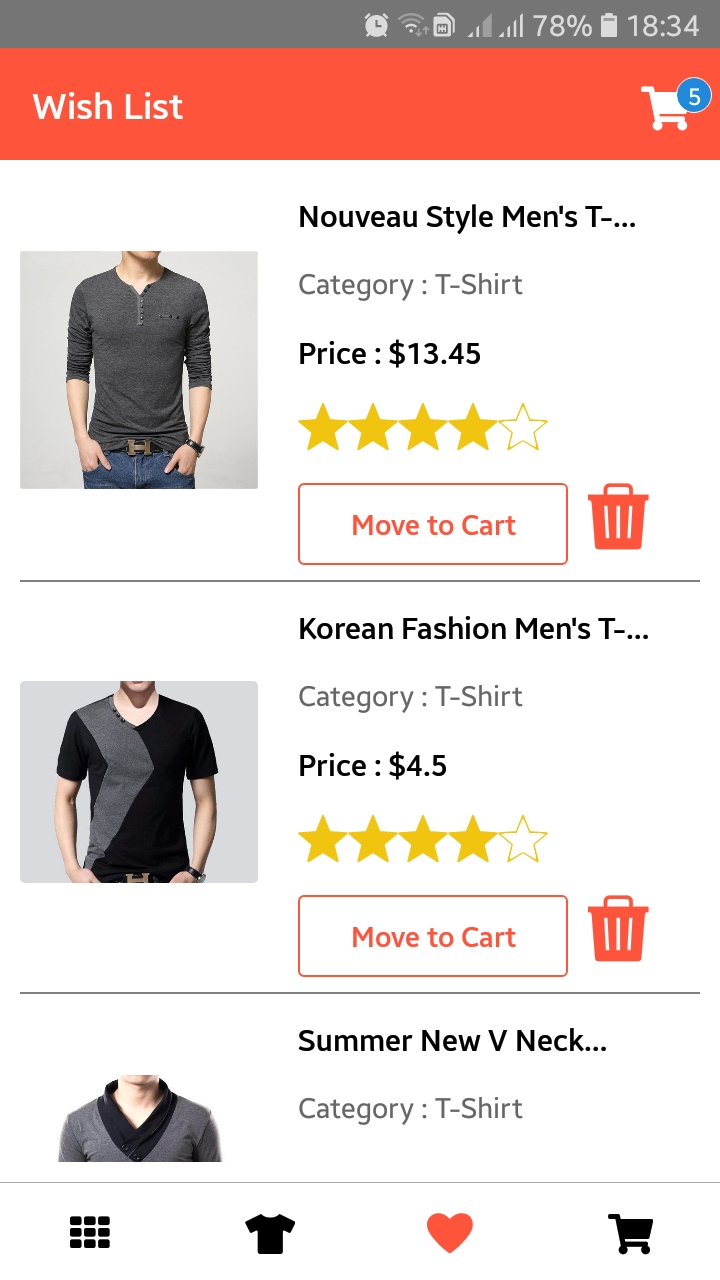 78% 18:34
Wish List
5
Nouveau Style Men's T-...
Category : T-Shirt
Price : $13.45
Move to Cart
Korean Fashion Men's T-...
Category : T-Shirt
Price : $4.5
Move to Cart
Summer New V Neck...
Category : T-Shirt